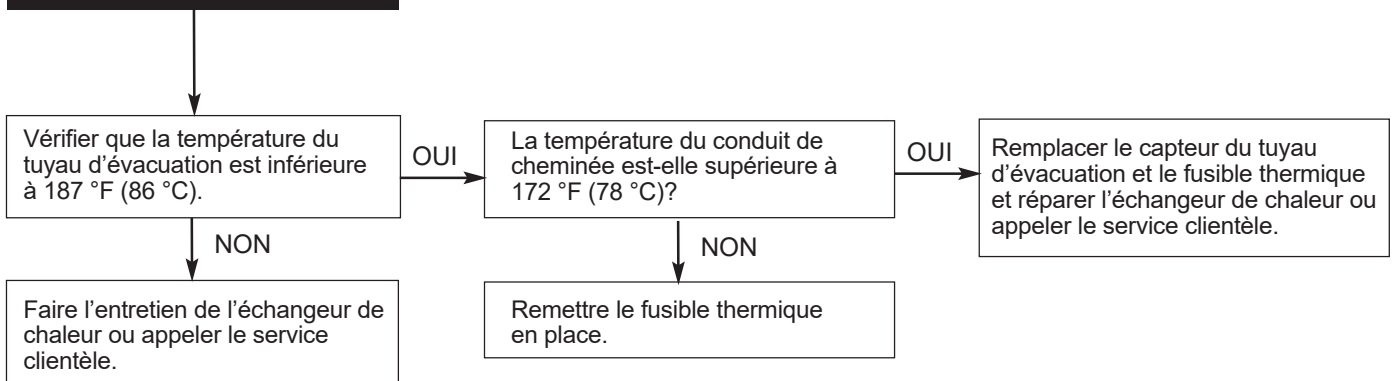 Vérifier que la température du
tuyau d’évacuation est inférieure
à 187 °F (86 °C).
OUI
La température du conduit de
cheminée est-elle supérieure à
172 °F (78 °C)?
OUI
Remplacer le capteur du tuyau
d’évacuation et le fusible thermique
et réparer l’échangeur de chaleur ou
appeler le service clientèle.
NON
NON
Faire l’entretien de l’échangeur de
chaleur ou appeler le service
clientèle.
Remettre le fusible thermique
en place.